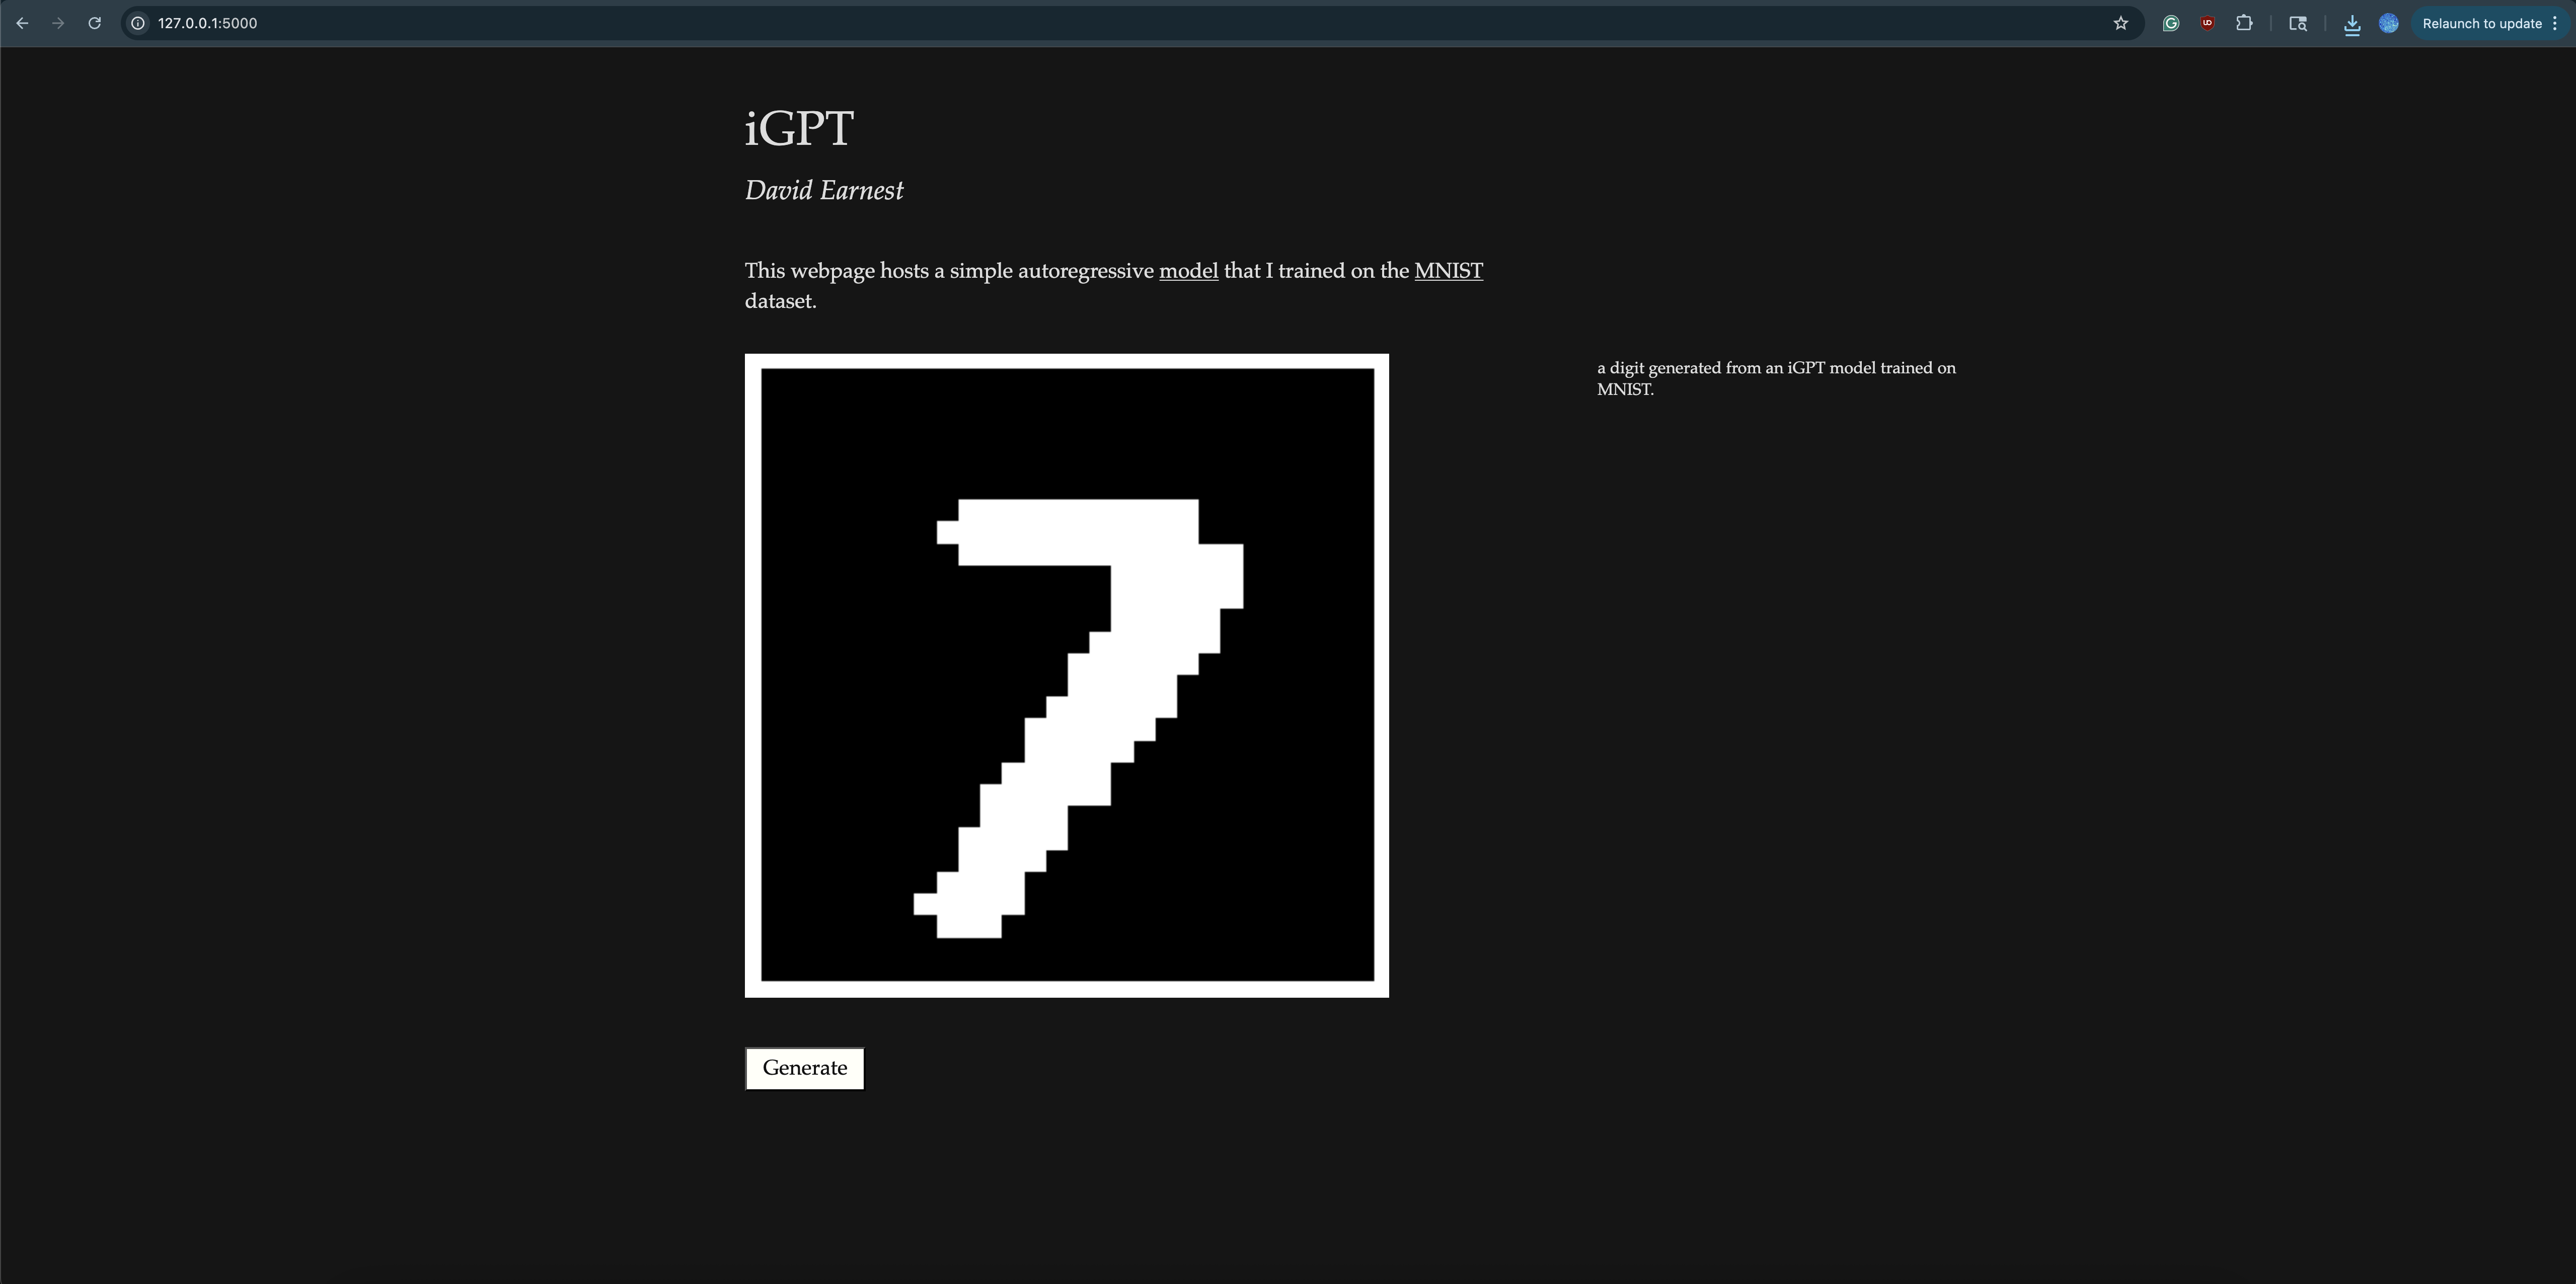 127.0.0.1:5000
Relaunch to update
iGPT
David Earnest
This webpage hosts a simple autoregressive model that I trained on the MNIST
dataset.
a digit generated from an iGPT model trained on
MNIST.
7
Generate